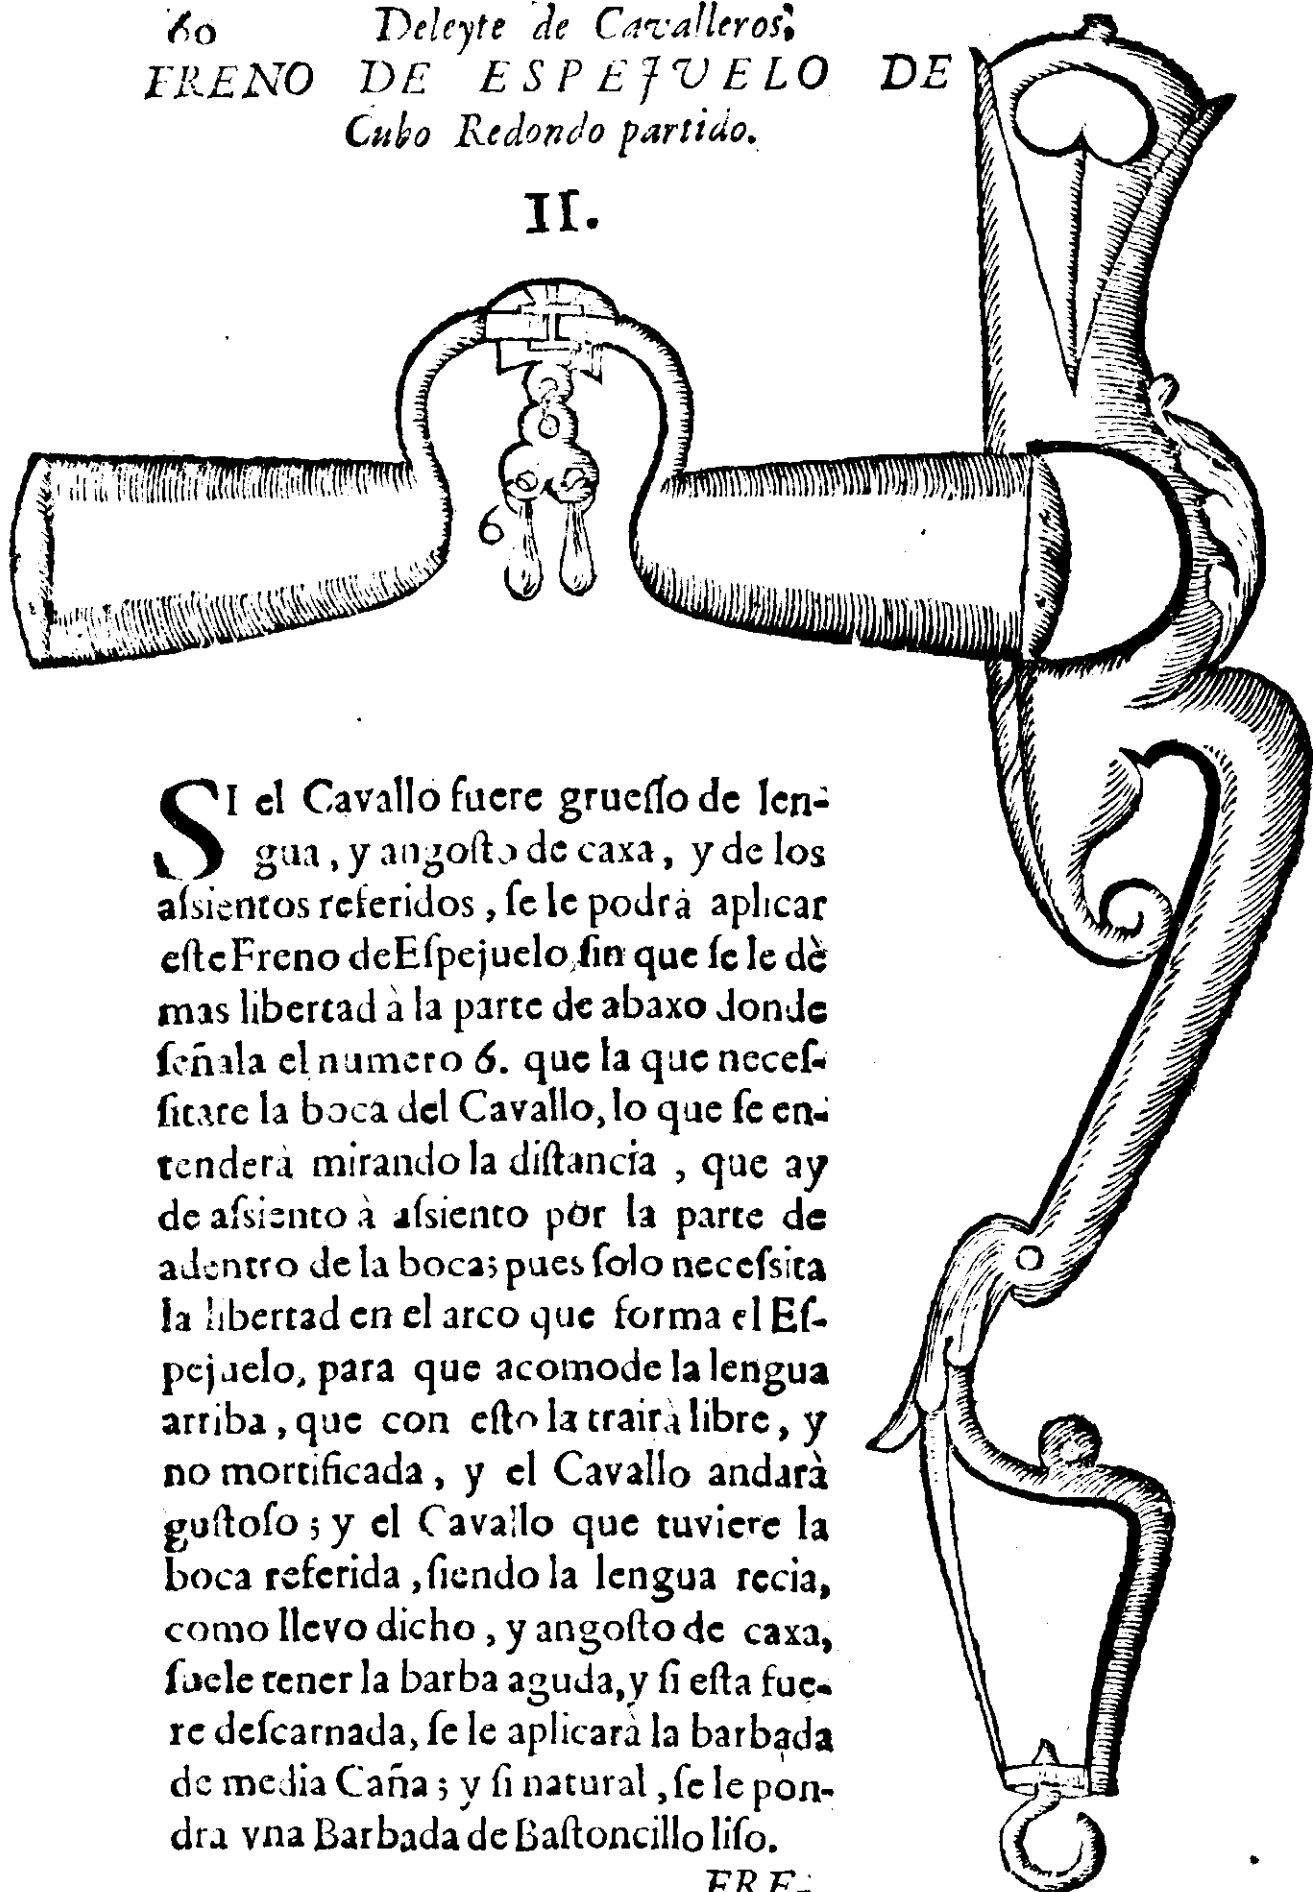 60 Deleyte de Cavalleros,
FRENO DE ESPEJVELO DE
Cubo Redondo partido.
II.
6
SI el Cavallo fuere grueſſo de len-
gua, y angoſto de caxa, y de los
aſsientos referidos, ſe le podrà aplicar
eſte Freno de Eſpejuelo, ſin que ſe le dè
mas libertad à la parte de abaxo donde
ſeñala el numero 6. que la que neceſ-
ſitare la boca del Cavallo, lo que ſe en-
tenderà mirando la diſtancia, que ay
de aſsiento à aſsiento por la parte de
adentro de la boca; pues ſolo neceſsita
la libertad en el arco que forma el Eſ-
pejuelo, para que acomode la lengua
arriba, que con eſto la trairà libre, y
no mortificada, y el Cavallo andarà
guſtoſo; y el Cavallo que tuviere la
boca referida, ſiendo la lengua recia,
como llevo dicho, y angoſto de caxa,
ſuele tener la barba aguda, y ſi eſta fue-
re deſcarnada, ſe le aplicarà la barbada
de media Caña; y ſi natural, ſe le pon-
dra vna Barbada de Baſtoncillo liſo.
FRE-